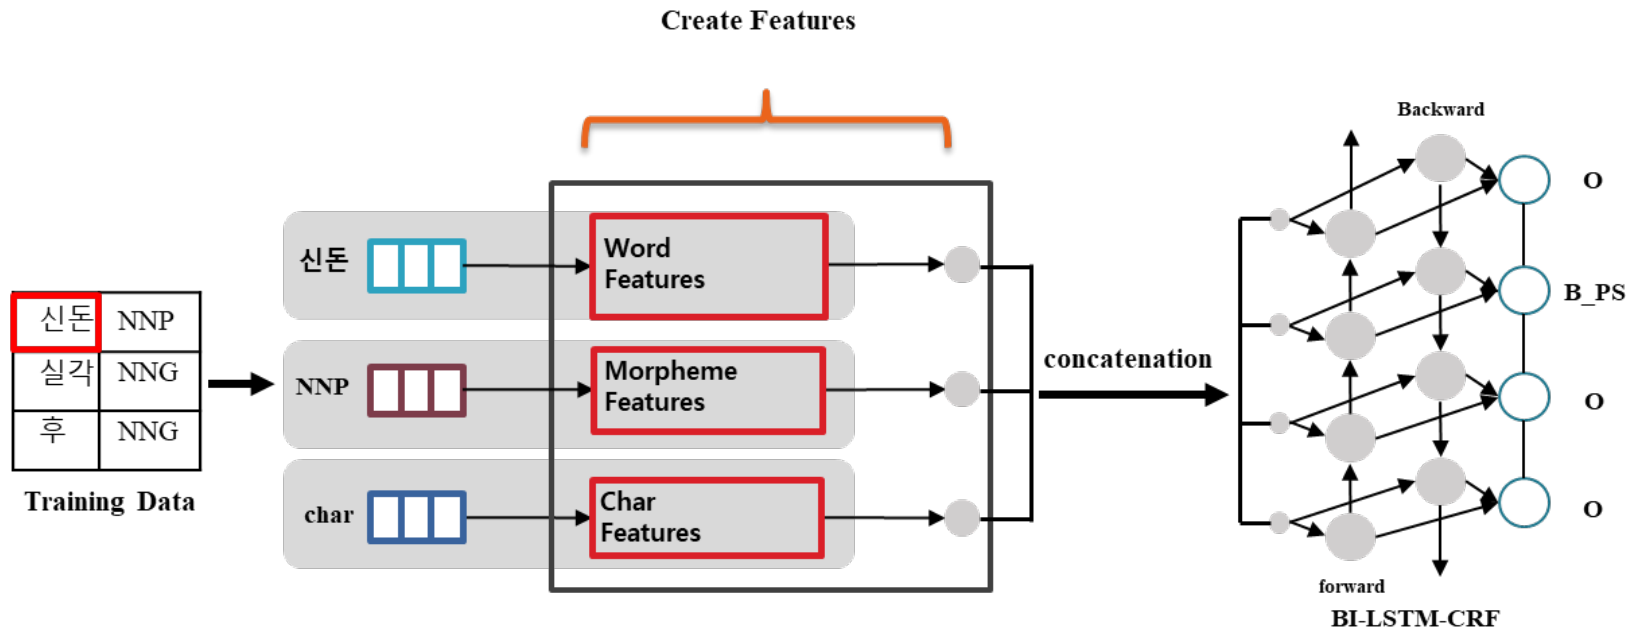 Create Features
Backward
신돈
Word
Features
O
B_PS
신돈 NNP
실각 NNG
후 NNG
Training Data
NNP
Morpheme
Features
concatenation
O
char
Char
Features
O
forward
BI-LSTM-CRF